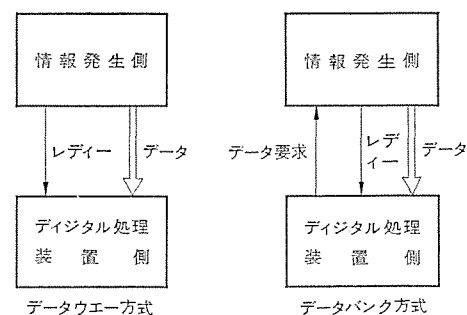 情報発生側
レディー
データ
ディジタル処理
装置側
データウエー方式
情報発生側
データ要求
レディー
データ
ディジタル処理
装置側
データバンク方式